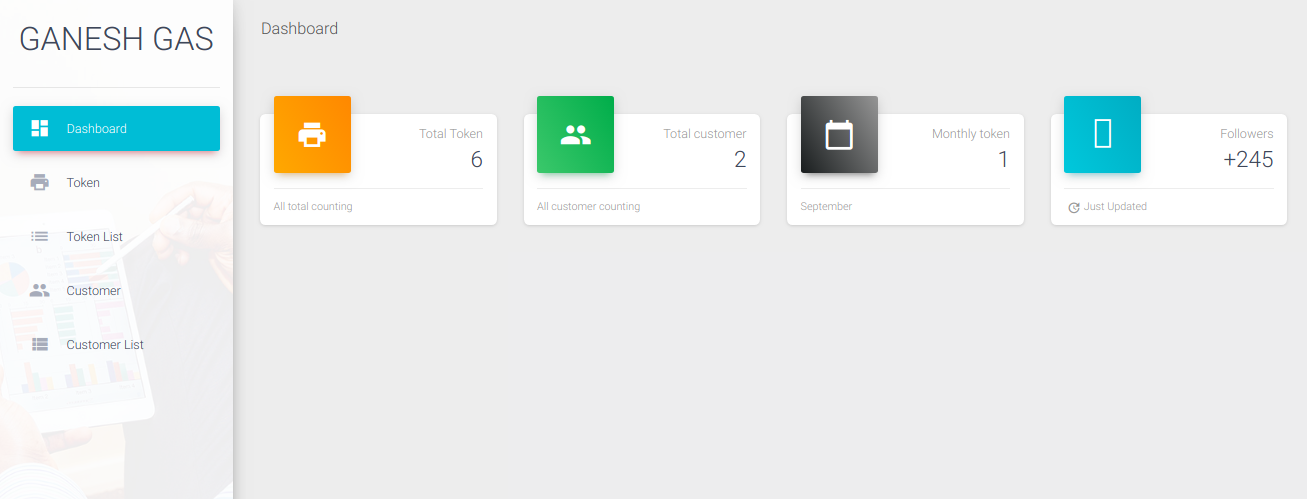 GANESH GAS
Dashboard
Token
Token List
Customer
Customer List
Dashboard
Total Token
6
All total counting
Total customer
2
All customer counting
Monthly token
1
September
Followers
+245
Just Updated